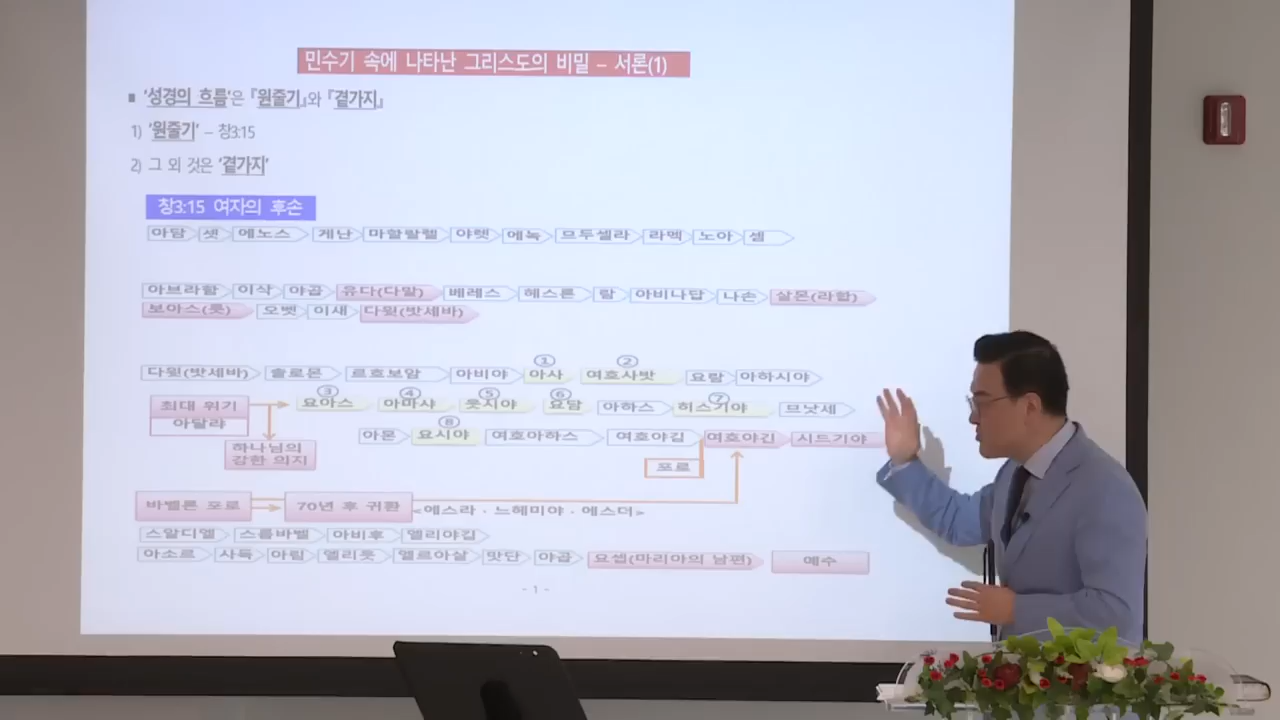 민수기 속에 나타난 그리스도의 비밀 – 서론(1)
■ '성경의 흐름'은 『원줄기』와 『곁가지』
1) '원줄기' – 창3:15
2) 그 외 것은 '곁가지'
창3:15 여자의 후손
아담 셋 에노스 게난 마할랄렐 야렛 에녹 므두셀라 라멕 노아 셈
아브라함 이삭 야곱 유다(다말) 베레스 헤스론 람 아비나답 나손 살몬(라합)
보아스(룻) 오벳 이새 다윗(밧세바)
① ②
다윗(밧세바) 솔로몬 르호보암 아비야 아사 여호사밧 요람 아하시야
③ ④ ⑤ ⑥ ⑦
최대 위기 요아스 아마샤 웃시야 요담 아하스 히스기야 므낫세
아달랴
⑧
아몬 요시야 여호아하스 여호야김 여호야긴 시드기야
하나님의
강한 의지
포로
바벨론 포로 70년 후 귀환 <에스라 · 느헤미야 · 에스더>
스알디엘 스룹바벨 아비훗 엘리야김
아소르 사독 아킴 엘리웃 엘르아살 맛단 야곱 요셉(마리아의 남편) 예수
- 1 -